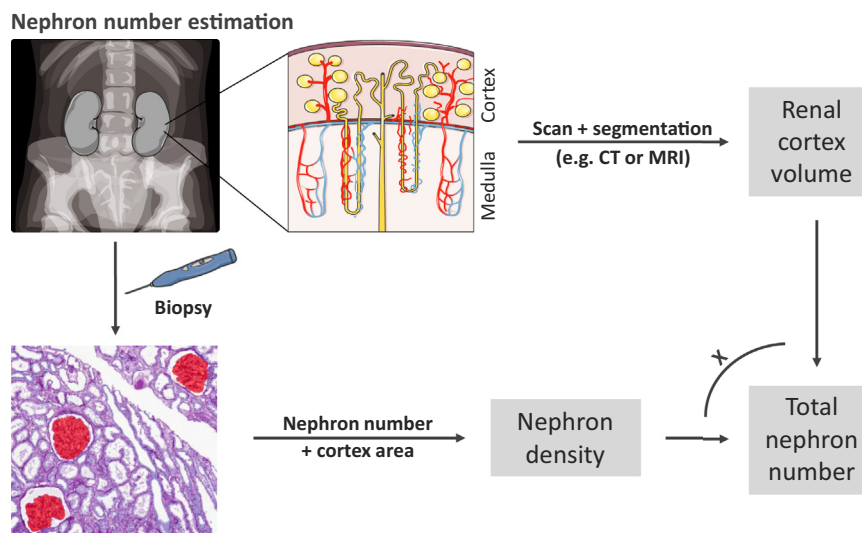 Nephron number estimation
Cortex
Medulla
Scan + segmentation
(e.g. CT or MRI)
Renal
cortex
volume
Biopsy
X
Nephron number
+ cortex area
Nephron
density
Total
nephron
number